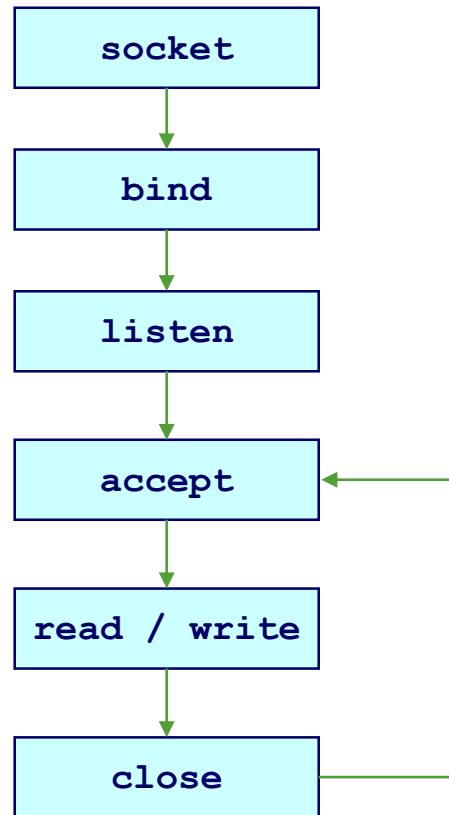 socket
bind
listen
accept
read / write
close